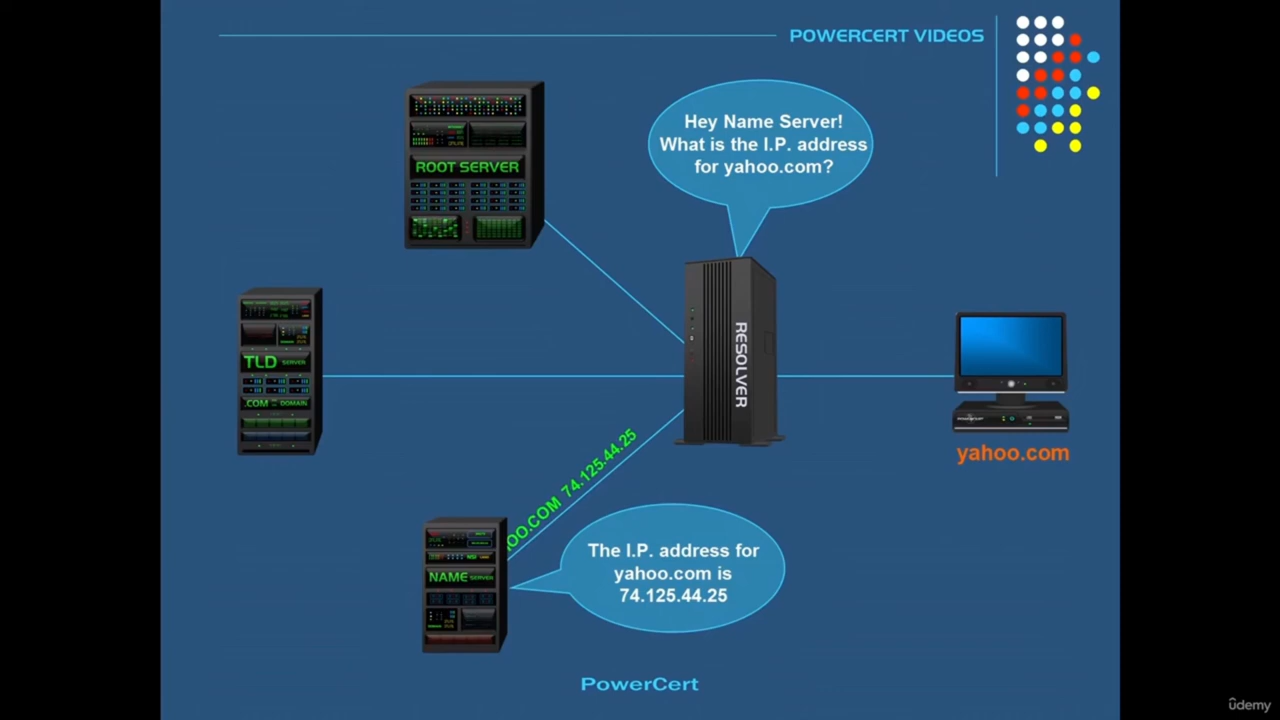 POWERCERT VIDEOS
Hey Name Server!
What is the I.P. address
for yahoo.com?
ROOT SERVER
RESOLVER
TLD SERVER
.COM DOMAIN
yahoo.com
OO.COM 74.125.44.25
NAME SERVER
The I.P. address for
yahoo.com is
74.125.44.25
PowerCert
udemy